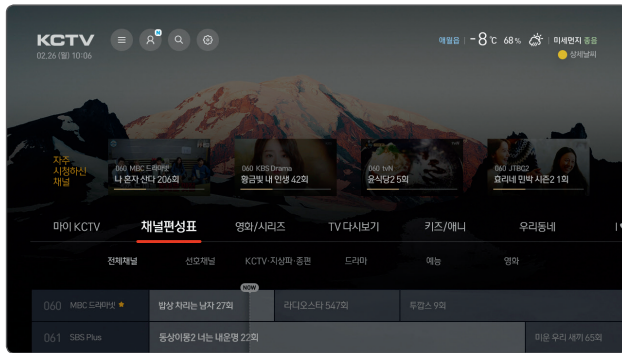 KCTV
N
02.26 (월) 10:06
애월읍 | -8℃ 68% 미세먼지 좋음
상세날씨
자주
시청하신
채널
060 MBC 드라마넷
나 혼자 산다 206회
060 KBS Drama
황금빛 내 인생 42회
060 tvN
윤식당2 5회
060 JTBC2
효리네 민박 시즌2 1회
마이 KCTV 채널편성표 영화/시리즈 TV 다시보기 키즈/애니 우리동네
전체채널 선호채널 KCTV·지상파·종편 드라마 예능 영화
NOW
060 MBC 드라마넷 밥상 차리는 남자 27회 라디오스타 547회 투깝스 9회
061 SBS Plus 동상이몽2 너는 내운명 22회 미운 우리 새끼 65회